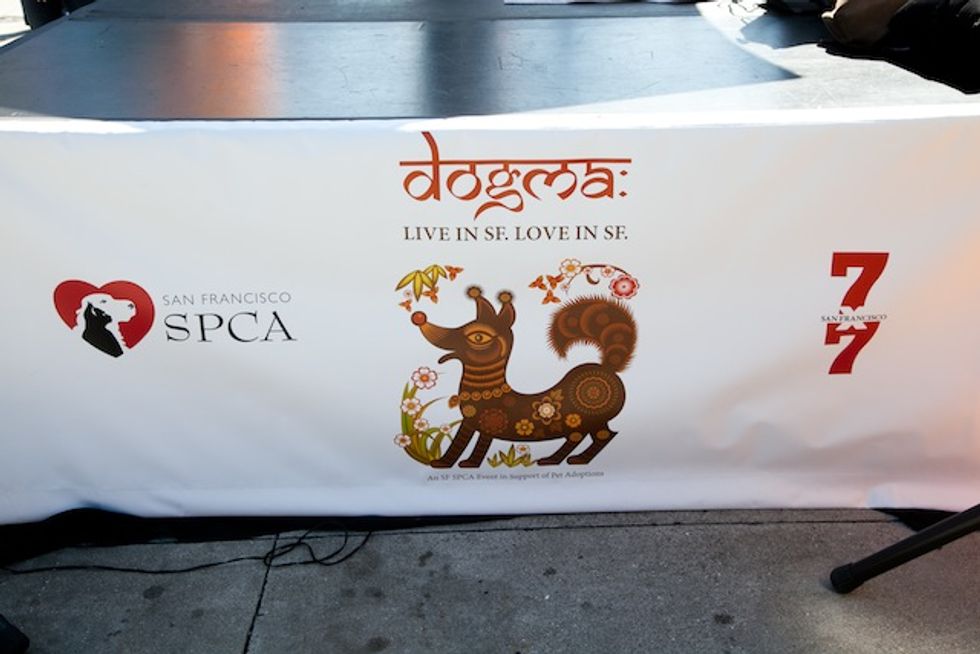 dogma:
LIVE IN SF. LOVE IN SF.
SAN FRANCISCO
SPCA
7
SAN FRANCISCO
7
An SF SPCA Event in Support of Pet Adoptions